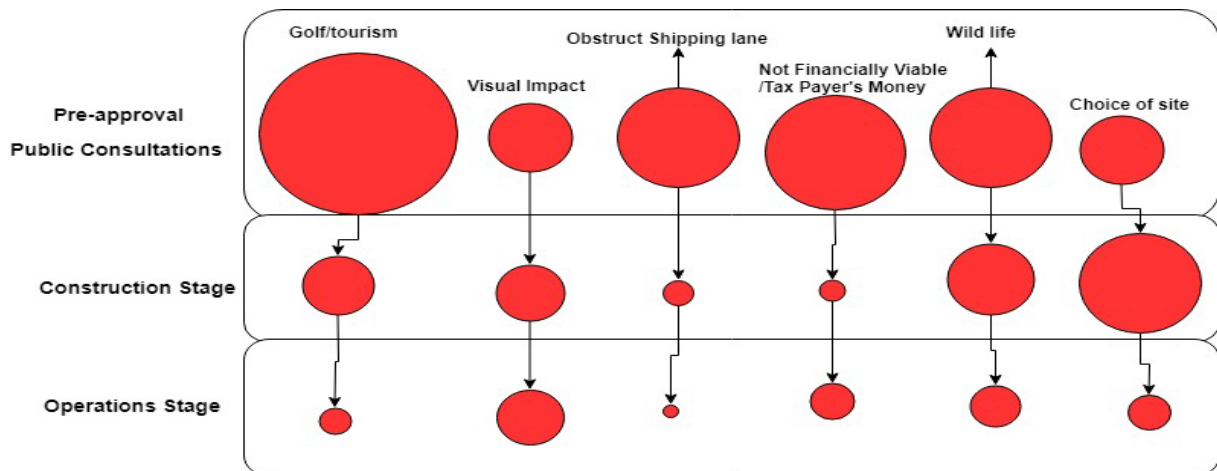 Golf/tourism
Visual Impact
Obstruct Shipping lane
Not Financially Viable
/Tax Payer's Money
Wild life
Choice of site
Pre-approval
Public Consultations
Construction Stage
Operations Stage